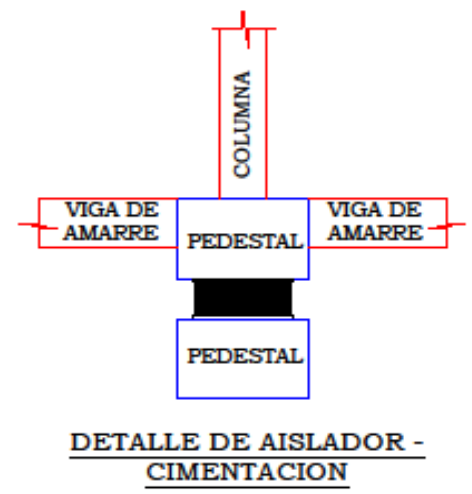 COLUMNA
VIGA DE
AMARRE
PEDESTAL
VIGA DE
AMARRE
PEDESTAL
DETALLE DE AISLADOR -
CIMENTACION